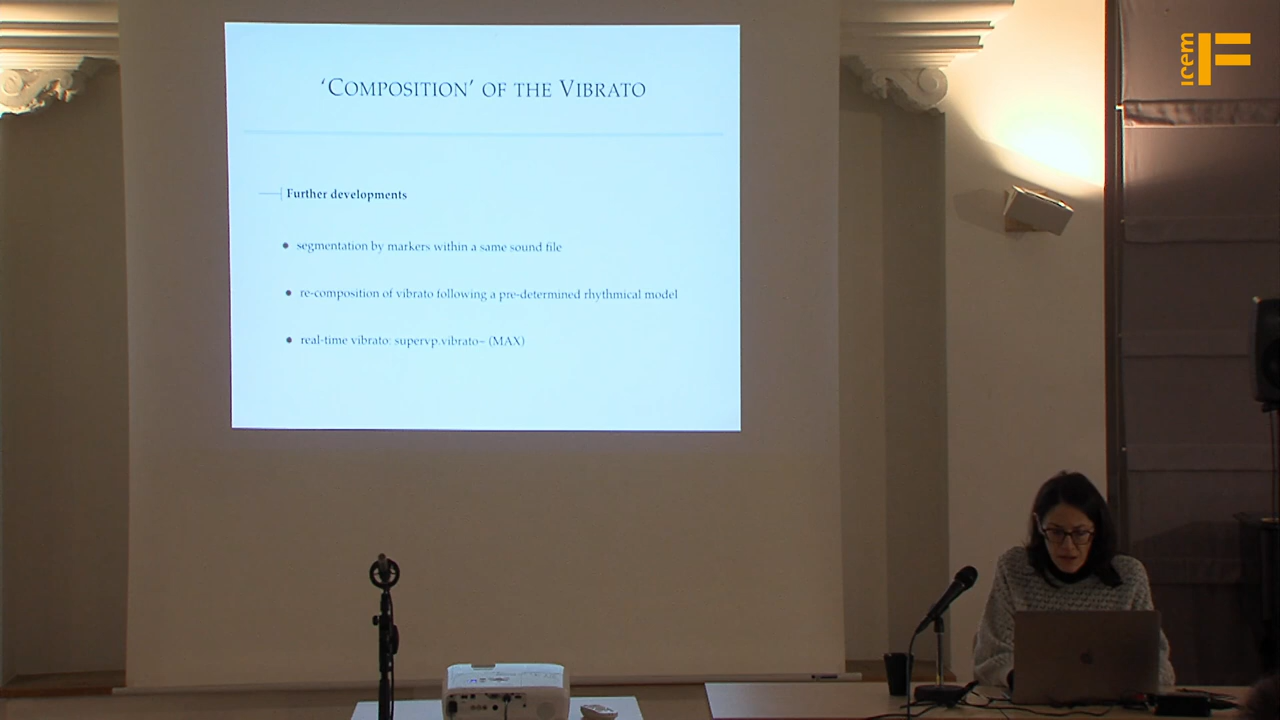 ‘COMPOSITION’ OF THE VIBRATO
Further developments
• segmentation by markers within a same sound file
• re-composition of vibrato following a pre-determined rhythmical model
• real-time vibrato: supervp.vibrato~ (MAX)
icem
F